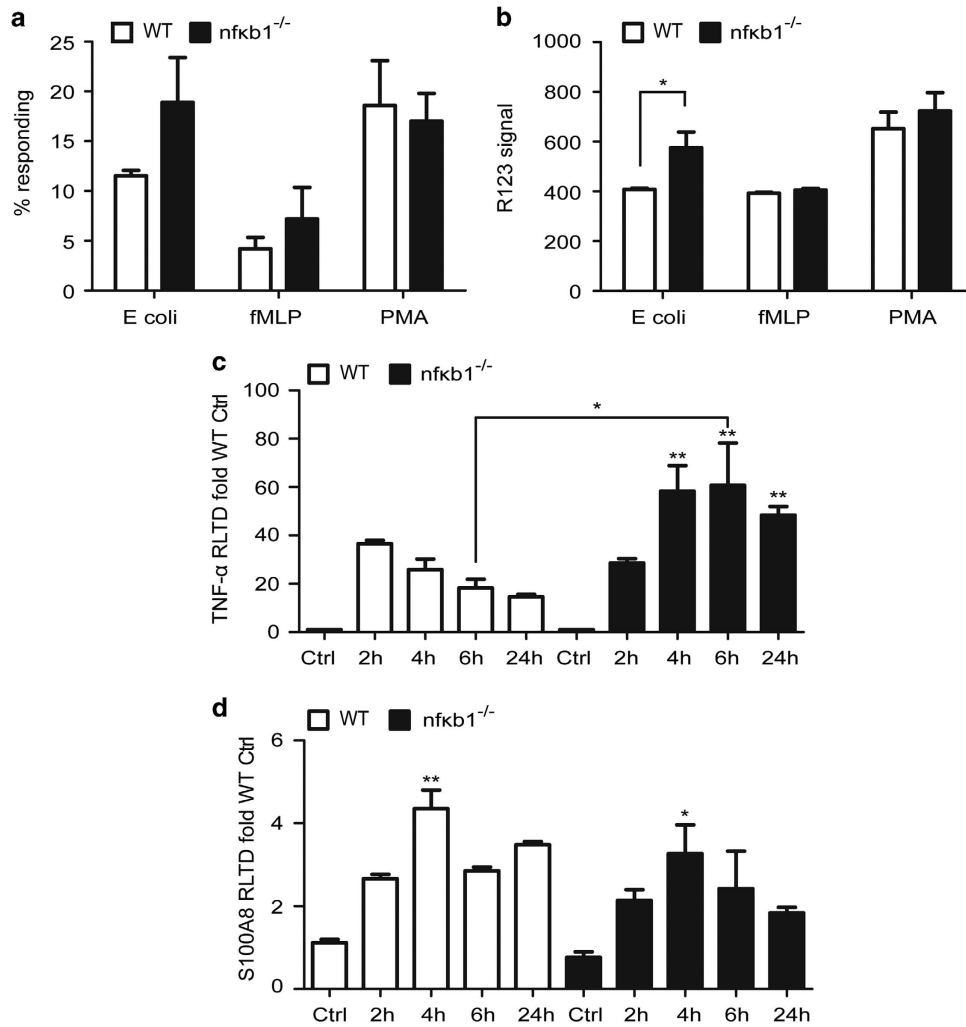 a
WT nfκb1-/-
% responding
25
20
15
10
5
0
E coli fMLP PMA
b
WT nfκb1-/-
R123 signal
1000
800
600
400
200
0
*
E coli fMLP PMA
c
WT nfκb1-/-
TNF-α RLTD fold WT Ctrl
100
80
60
40
20
0
*
** ** **
Ctrl 2h 4h 6h 24h Ctrl 2h 4h 6h 24h
d
WT nfκb1-/-
S100A8 RLTD fold WT Ctrl
6
4
2
0
** *
Ctrl 2h 4h 6h 24h Ctrl 2h 4h 6h 24h